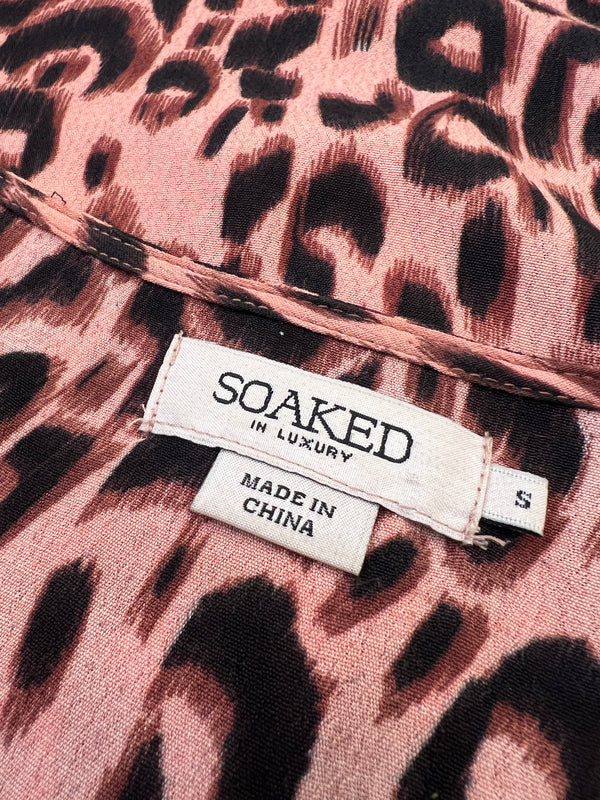 SOAKED
IN LUXURY
S
MADE IN
CHINA